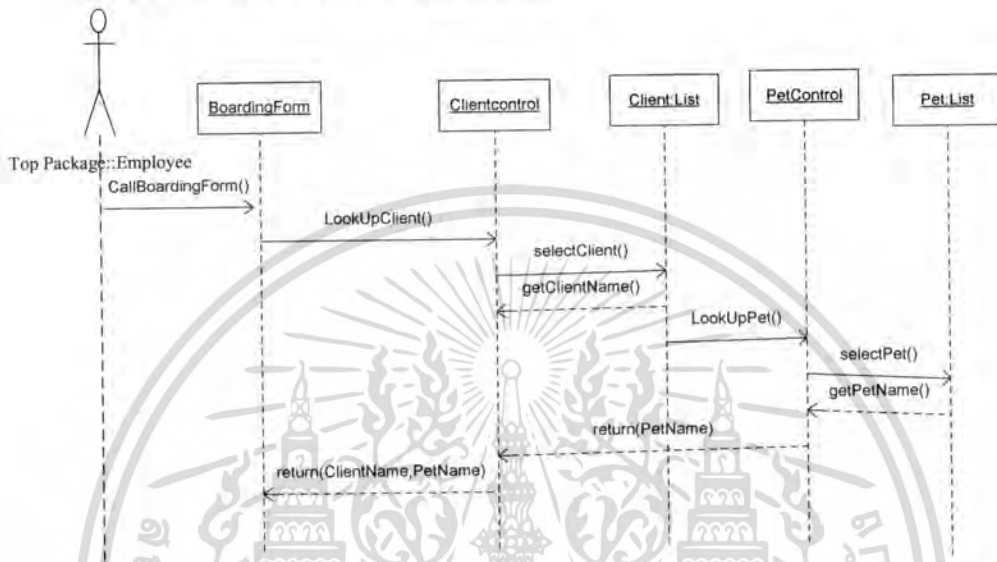 BoardingForm
Clientcontrol
Client:List
PetControl
Pet:List
Top Package::Employee
CallBoardingForm()
LookUpClient()
selectClient()
getClientName()
LookUpPet()
selectPet()
getPetName()
return(PetName)
return(ClientName,PetName)